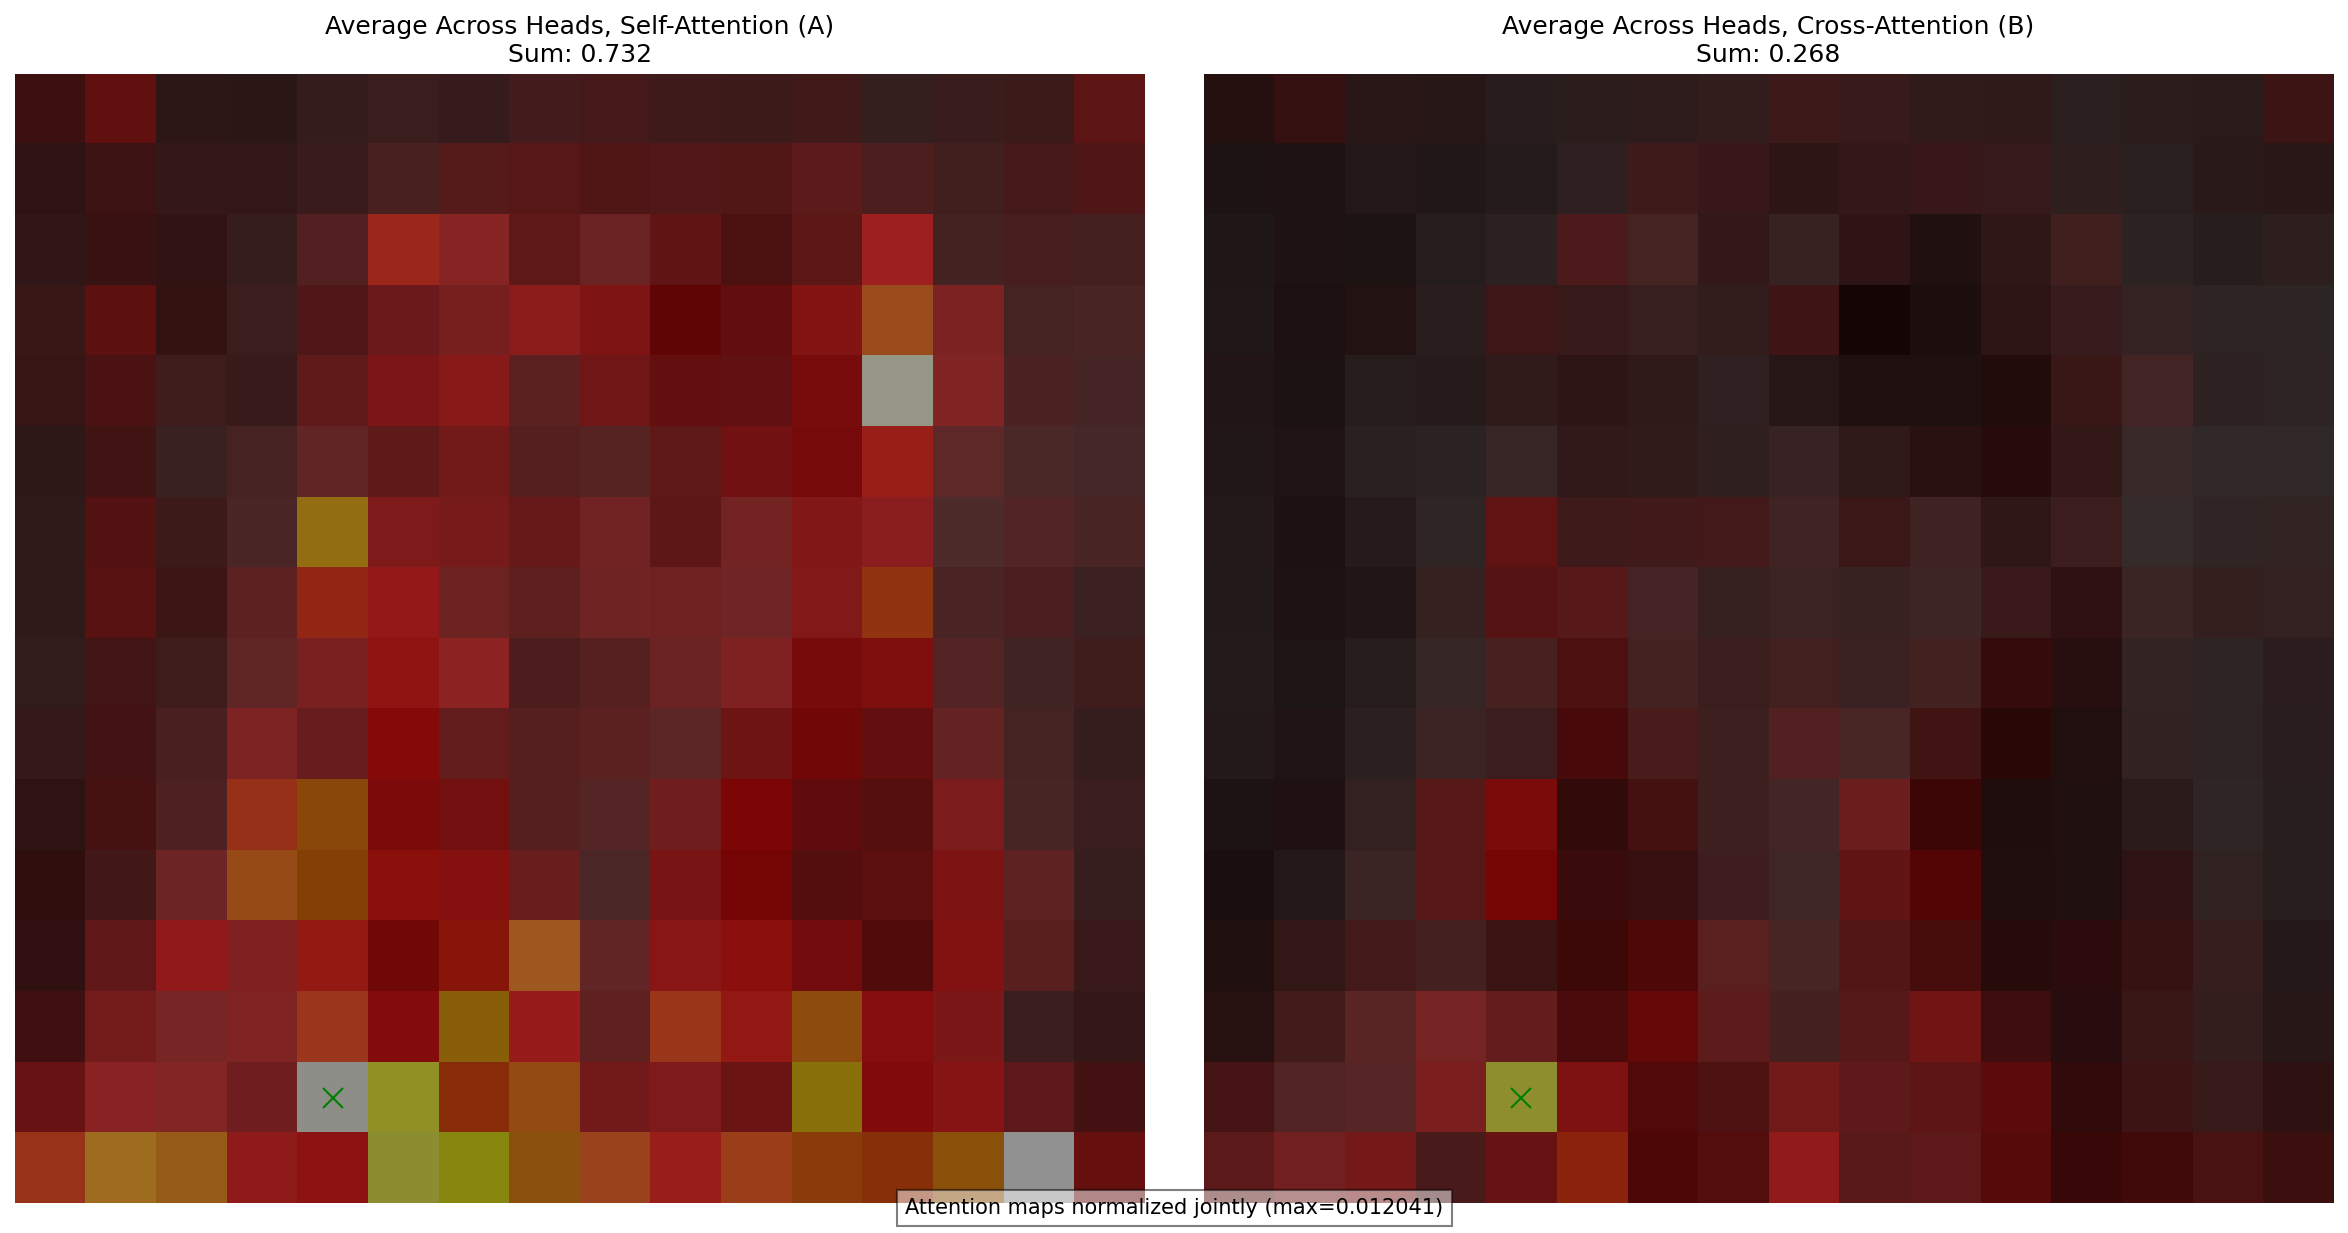 Average Across Heads, Self-Attention (A)
Sum: 0.732
Average Across Heads, Cross-Attention (B)
Sum: 0.268
Attention maps normalized jointly (max=0.012041)